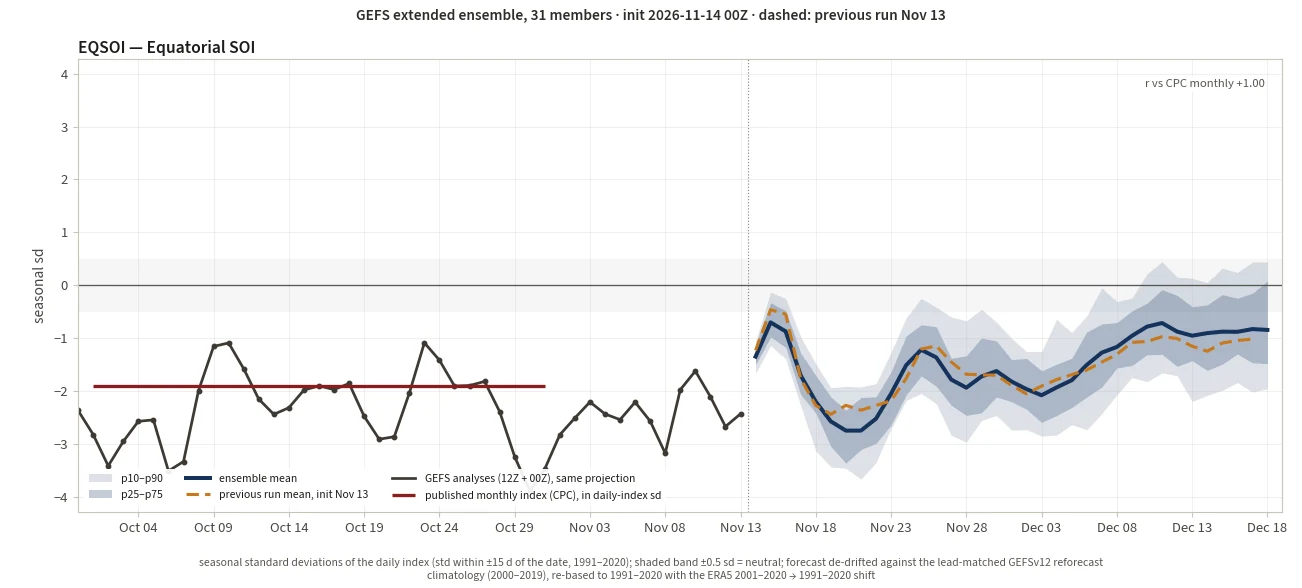 GEFS extended ensemble, 31 members · init 2026-11-14 00Z · dashed: previous run Nov 13
EQSOI — Equatorial SOI
r vs CPC monthly +1.00
seasonal sd
4
3
2
1
0
−1
−2
−3
−4
p10–p90
ensemble mean
GEFS analyses (12Z + 00Z), same projection
p25–p75
previous run mean, init Nov 13
published monthly index (CPC), in daily-index sd
Oct 04
Oct 09
Oct 14
Oct 19
Oct 24
Oct 29
Nov 03
Nov 08
Nov 13
Nov 18
Nov 23
Nov 28
Dec 03
Dec 08
Dec 13
Dec 18
seasonal standard deviations of the daily index (std within ±15 d of the date, 1991–2020); shaded band ±0.5 sd = neutral; forecast de-drifted against the lead-matched GEFSv12 reforecast
climatology (2000–2019), re-based to 1991–2020 with the ERA5 2001–2020 → 1991–2020 shift